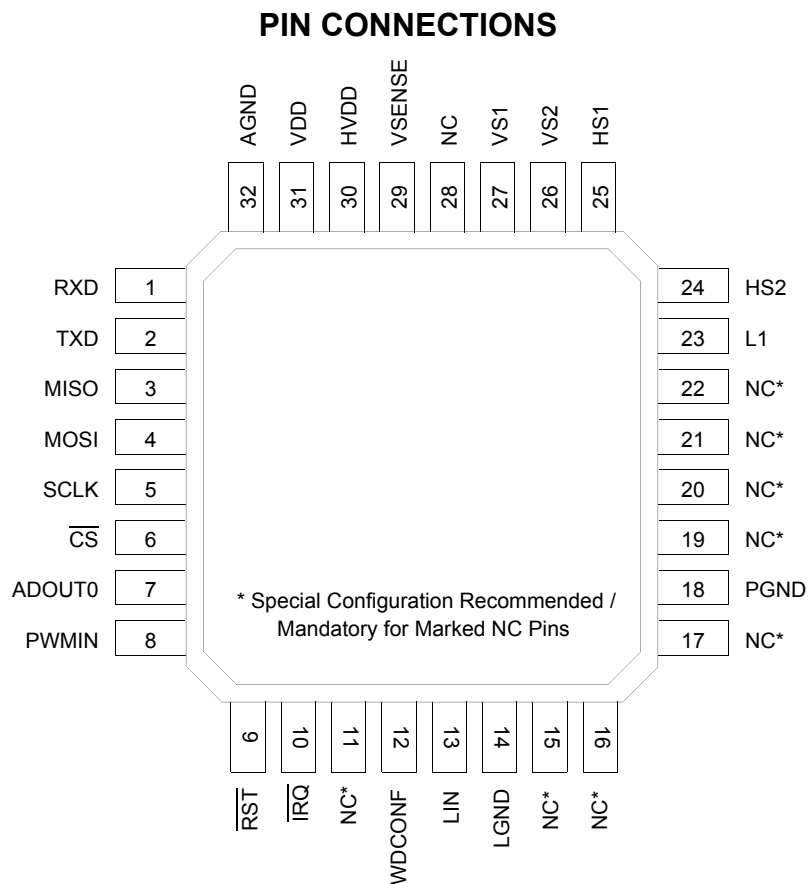 PIN CONNECTIONS
AGND
VDD
HVDD
VSENSE
NC
VS1
VS2
HS1
32
31
30
29
28
27
26
25
RXD 1
TXD 2
MISO 3
MOSI 4
SCLK 5
CS 6
ADOUT0 7
PWMIN 8
24 HS2
23 L1
22 NC*
21 NC*
20 NC*
19 NC*
18 PGND
17 NC*
* Special Configuration Recommended /
Mandatory for Marked NC Pins
9
10
11
12
13
14
15
16
RST
IRQ
NC*
WDCONF
LIN
LGND
NC*
NC*